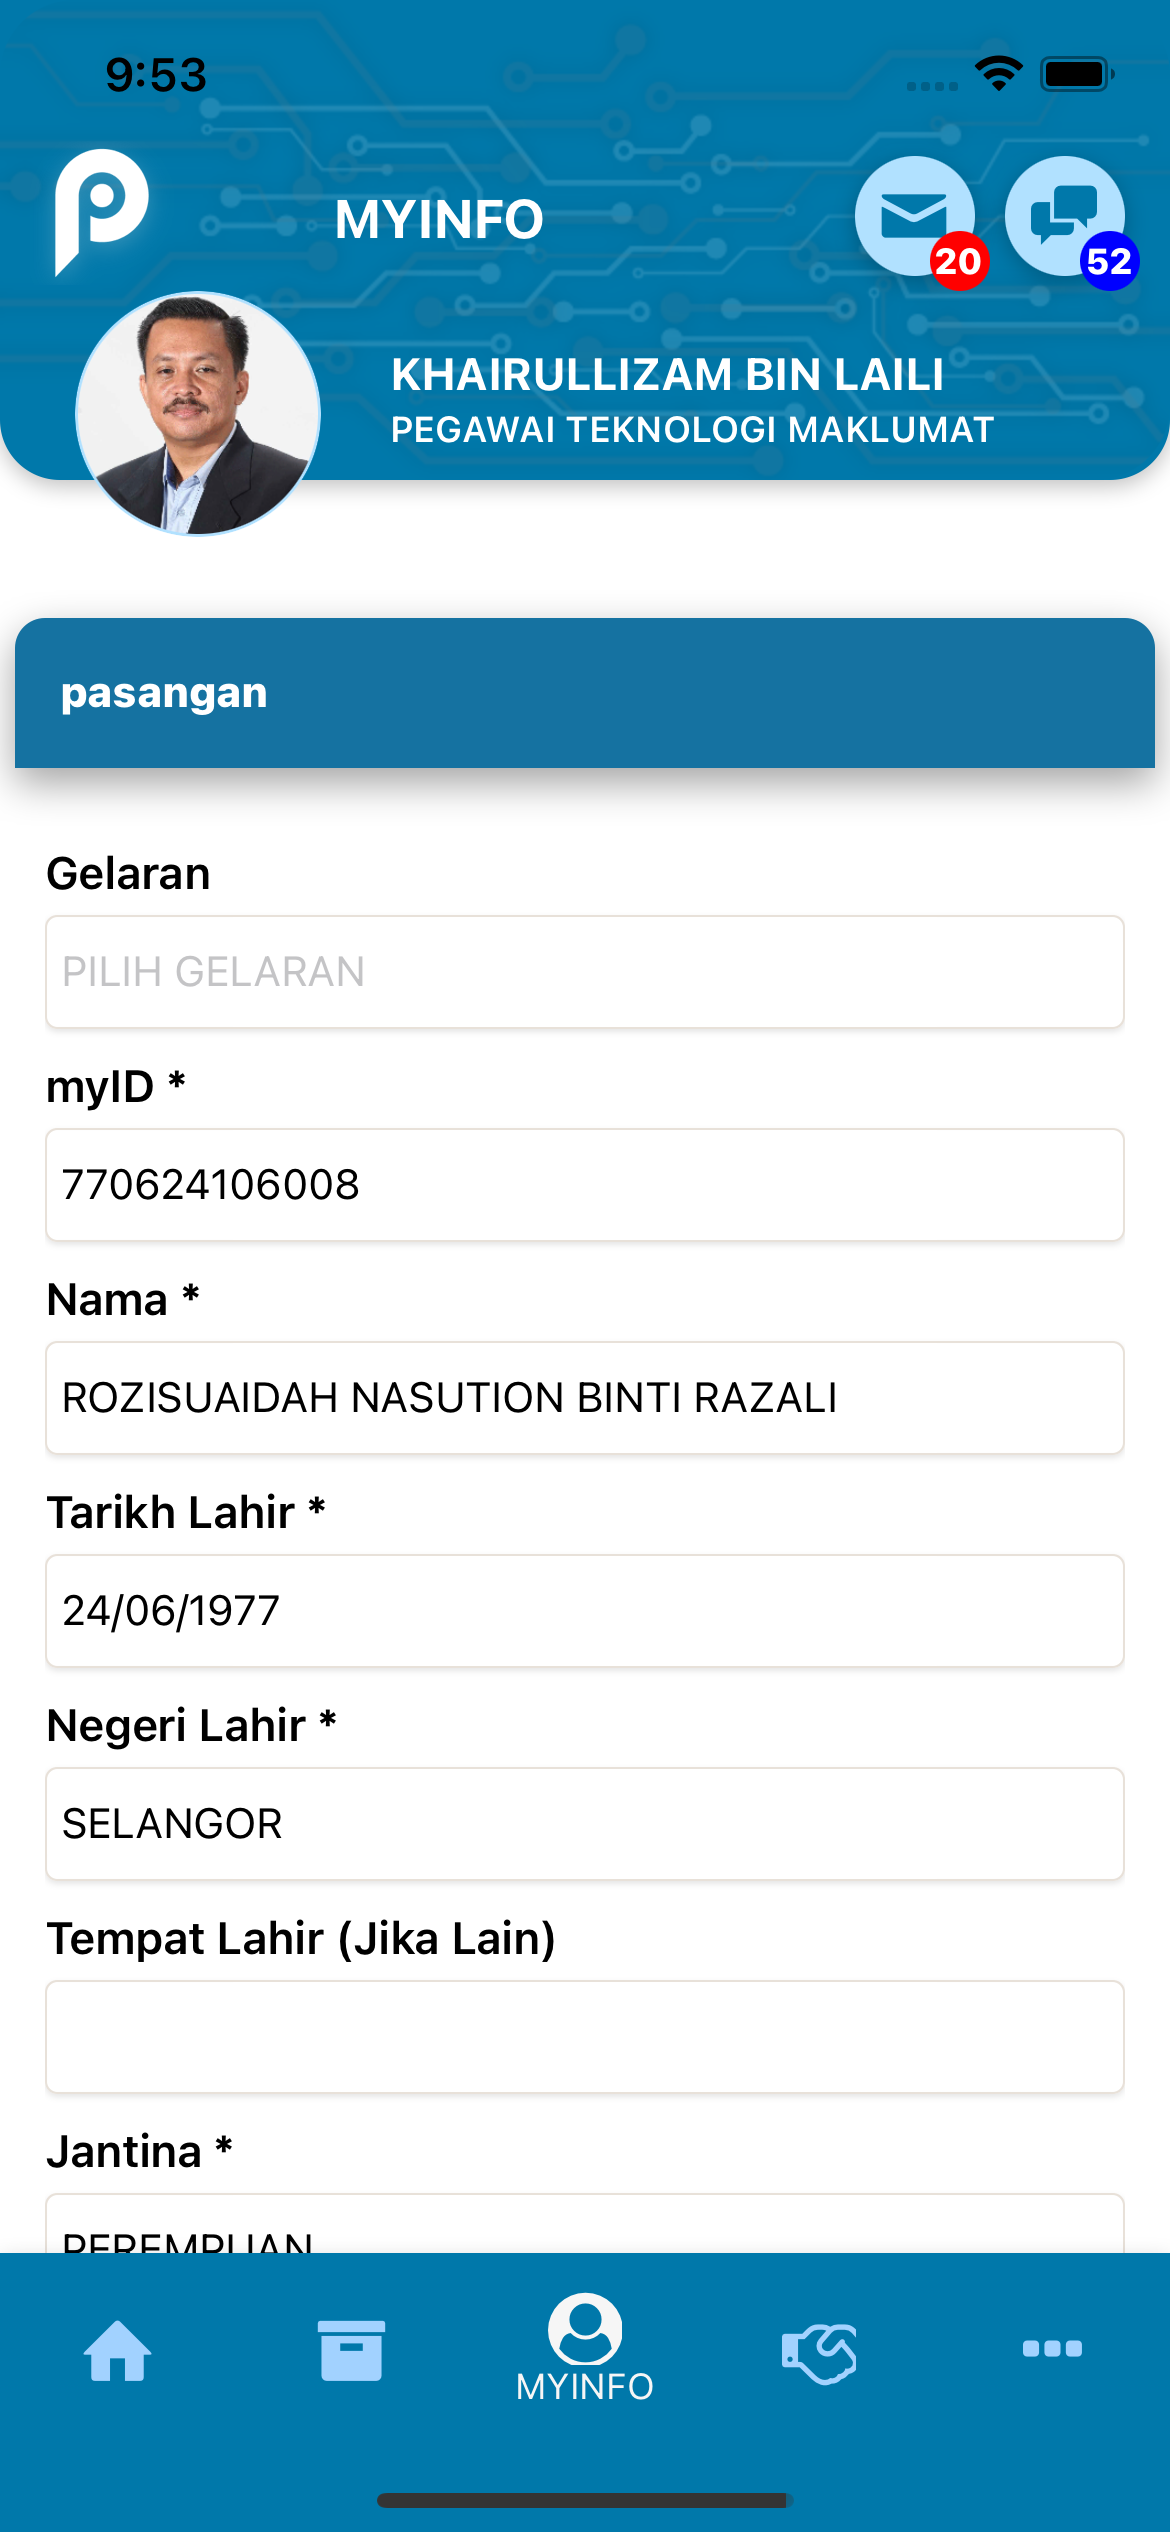 9:53
MYINFO
20
52
KHAIRULLIZAM BIN LAILI
PEGAWAI TEKNOLOGI MAKLUMAT
pasangan
Gelaran
PILIH GELARAN
myID *
770624106008
Nama *
ROZISUAIDAH NASUTION BINTI RAZALI
Tarikh Lahir *
24/06/1977
Negeri Lahir *
SELANGOR
Tempat Lahir (Jika Lain)
Jantina *
PEREMPUAN
MYINFO